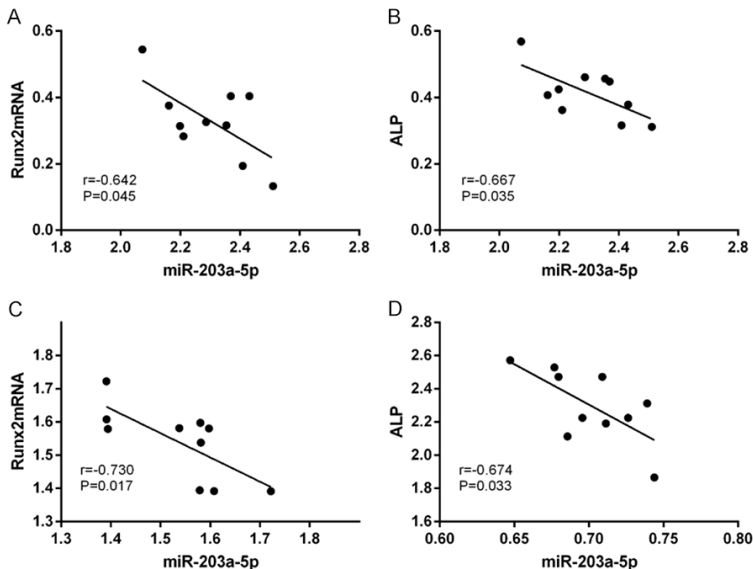 A
Runx2mRNA
0.6
0.4
0.2
0.0
r=-0.642
P=0.045
1.8 2.0 2.2 2.4 2.6 2.8
miR-203a-5p
B
ALP
0.6
0.4
0.2
0.0
r=-0.667
P=0.035
1.8 2.0 2.2 2.4 2.6 2.8
miR-203a-5p
C
Runx2mRNA
1.8
1.7
1.6
1.5
1.4
1.3
r=-0.730
P=0.017
1.3 1.4 1.5 1.6 1.7 1.8
miR-203a-5p
D
ALP
2.8
2.6
2.4
2.2
2.0
1.8
1.6
r=-0.674
P=0.033
0.60 0.65 0.70 0.75 0.80
miR-203a-5p